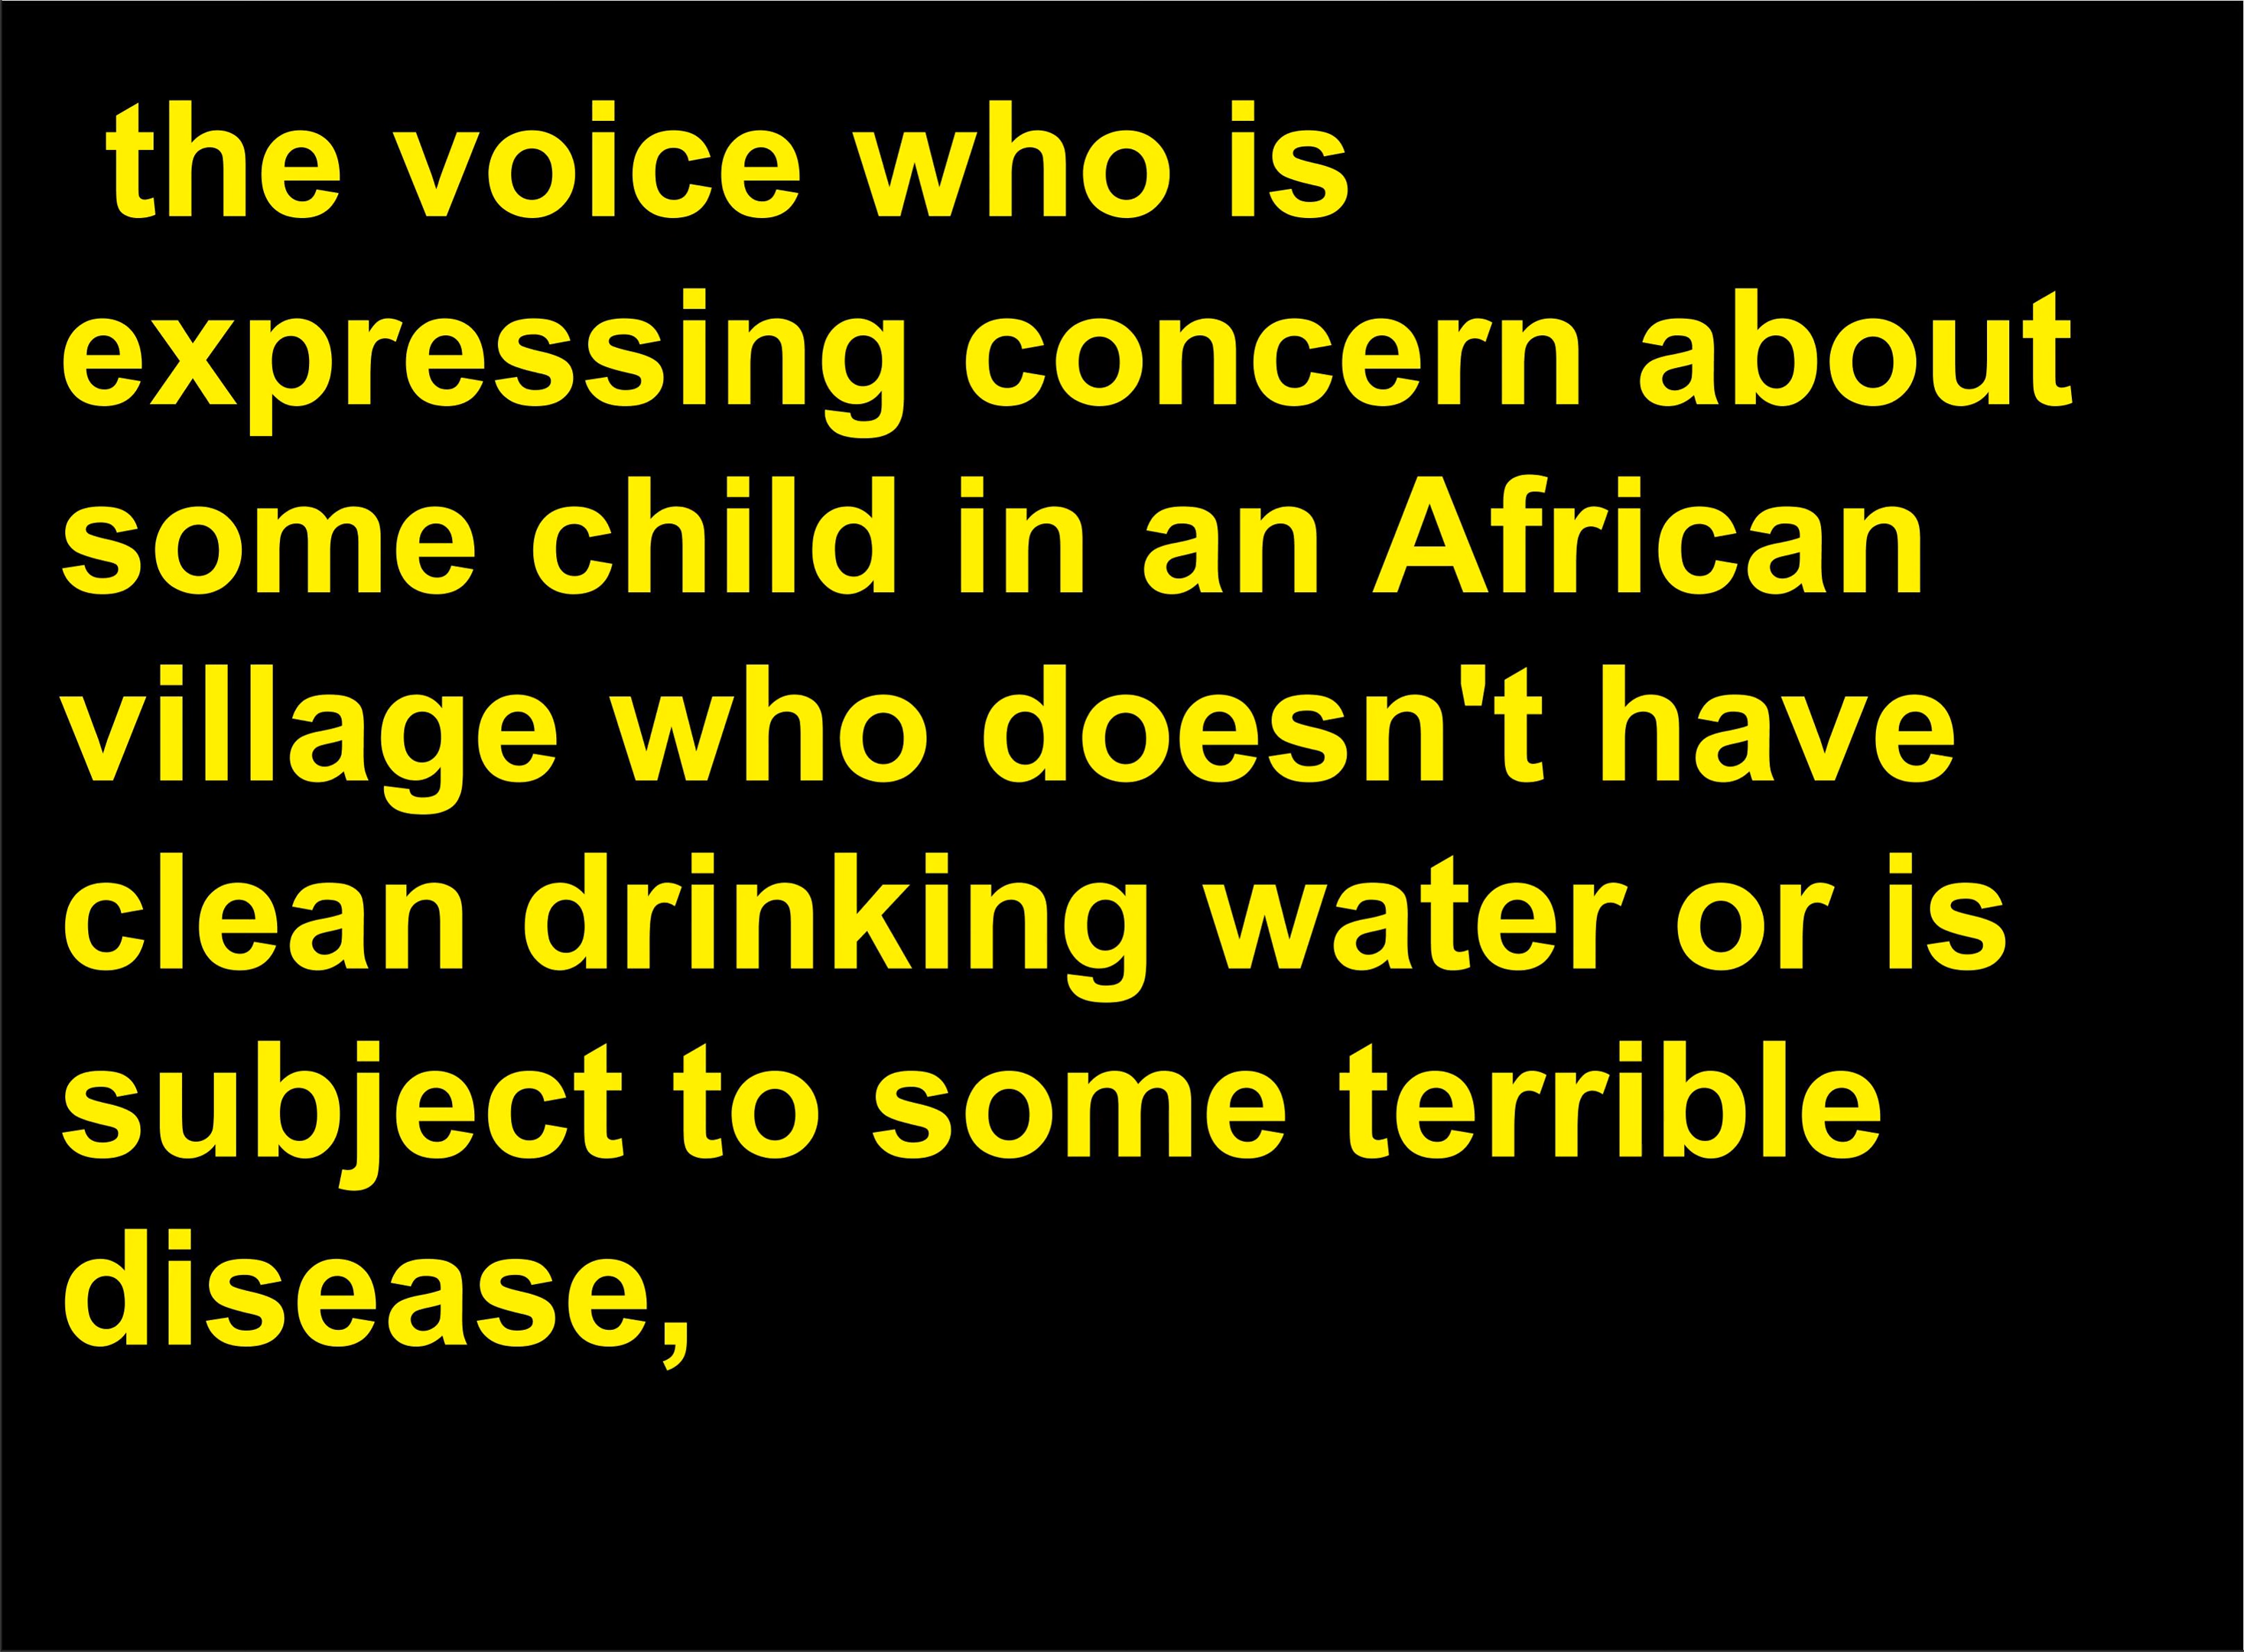 the voice who is
expressing concern about
some child in an African
village who doesn't have
clean drinking water or is
subject to some terrible
disease,